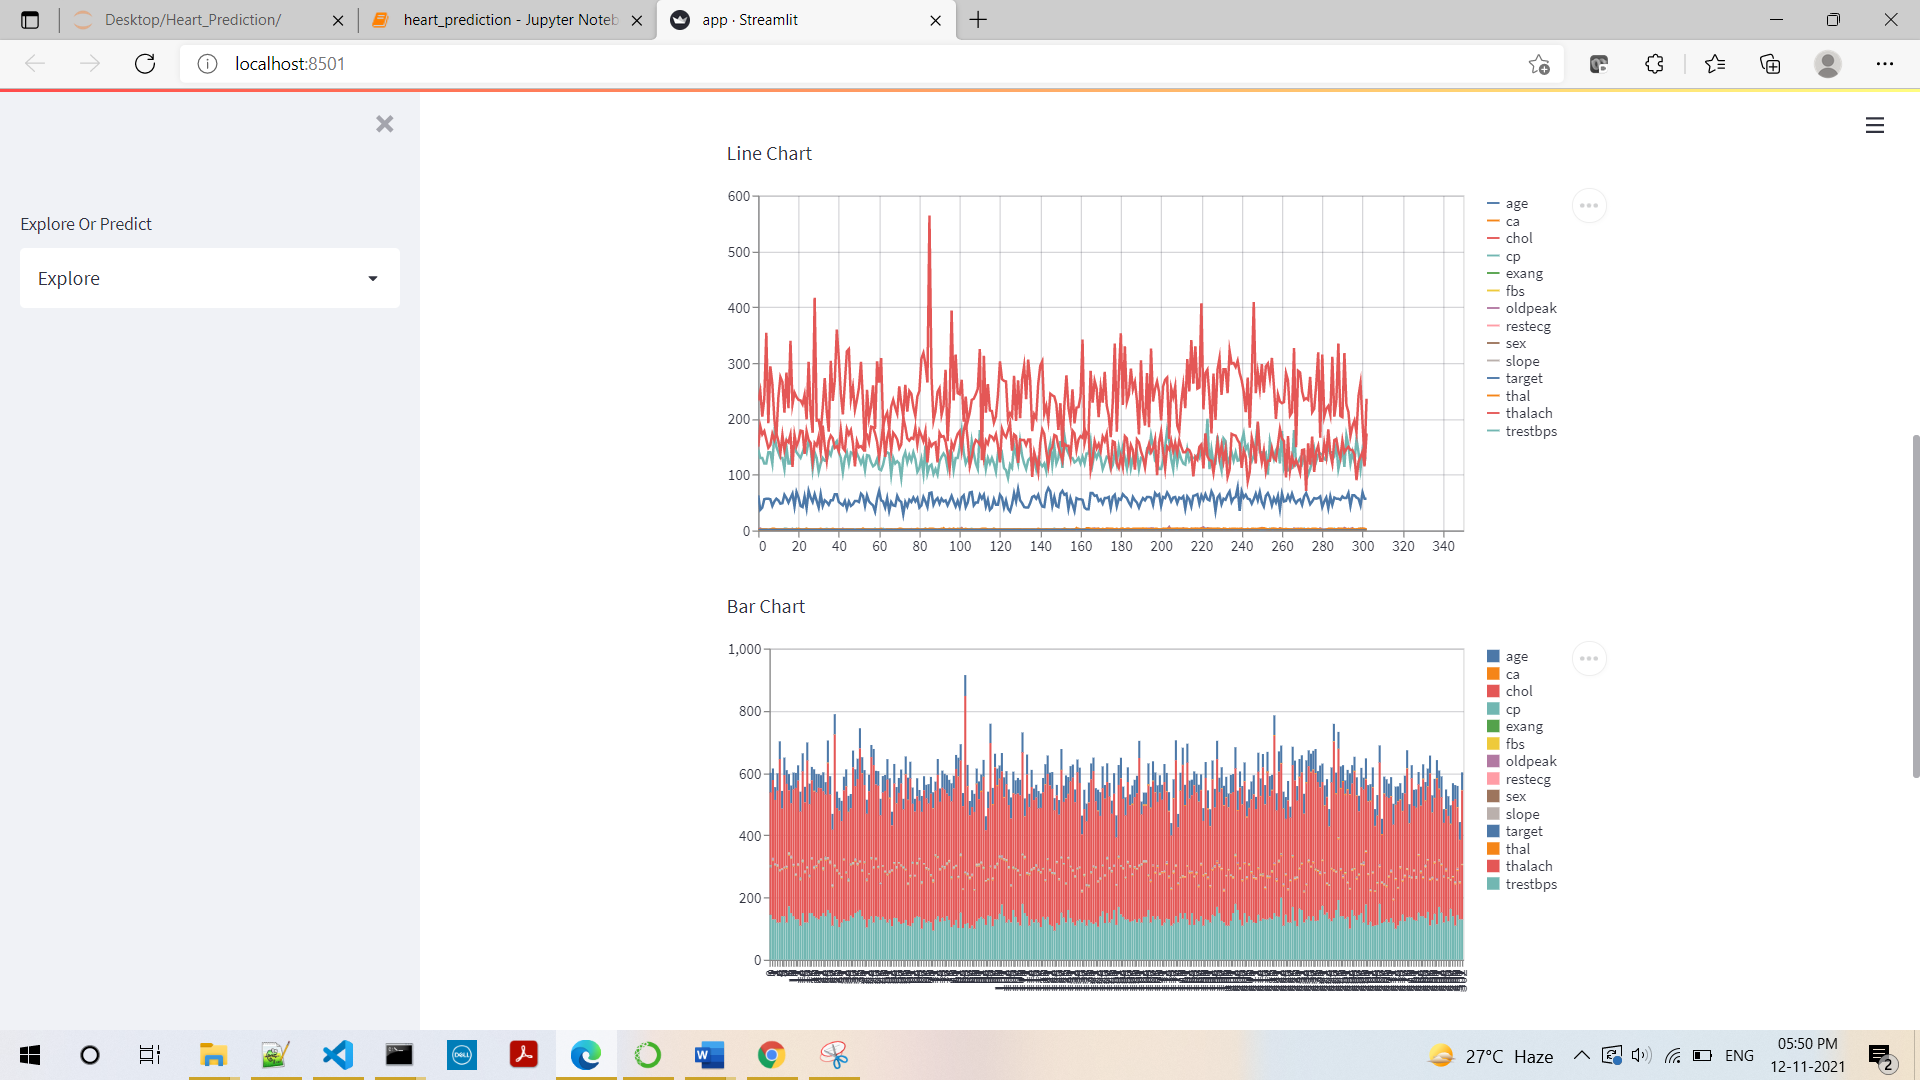 Desktop/Heart_Prediction/
heart_prediction - Jupyter Noteb
app · Streamlit
localhost:8501
Explore Or Predict
Explore
Line Chart
600
500
400
300
200
100
0
0 20 40 60 80 100 120 140 160 180 200 220 240 260 280 300 320 340
age
ca
chol
cp
exang
fbs
oldpeak
restecg
sex
slope
target
thal
thalach
trestbps
Bar Chart
1,000
800
600
400
200
0
age
ca
chol
cp
exang
fbs
oldpeak
restecg
sex
slope
target
thal
thalach
trestbps
DELL
27°C Haze
ENG
05:50 PM
12-11-2021
2